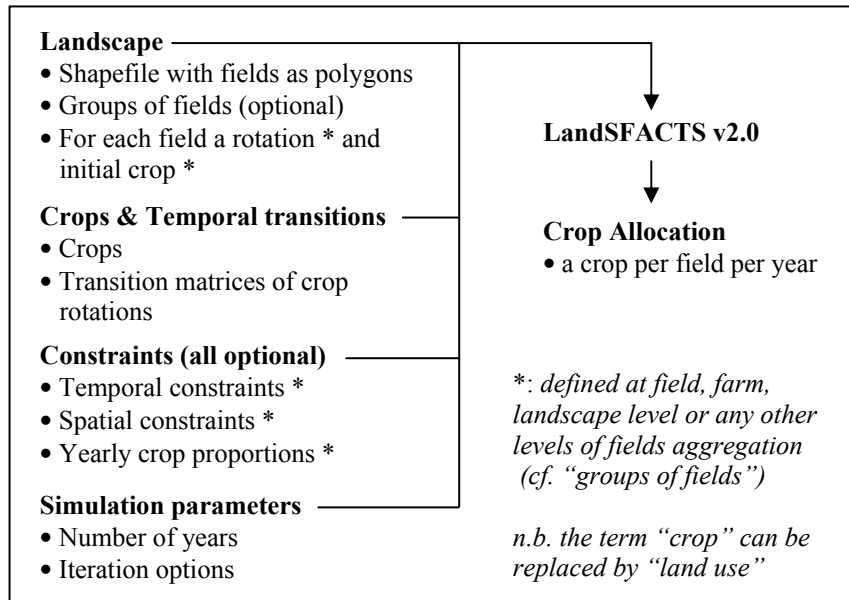 Landscape
• Shapefile with fields as polygons
• Groups of fields (optional)
• For each field a rotation * and
initial crop *
Crops & Temporal transitions
• Crops
• Transition matrices of crop
rotations
Constraints (all optional)
• Temporal constraints *
• Spatial constraints *
• Yearly crop proportions *
Simulation parameters
• Number of years
• Iteration options
LandSFACTS v2.0
Crop Allocation
• a crop per field per year
*: defined at field, farm,
landscape level or any other
levels of fields aggregation
(cf. “groups of fields”)
n.b. the term “crop” can be
replaced by “land use”